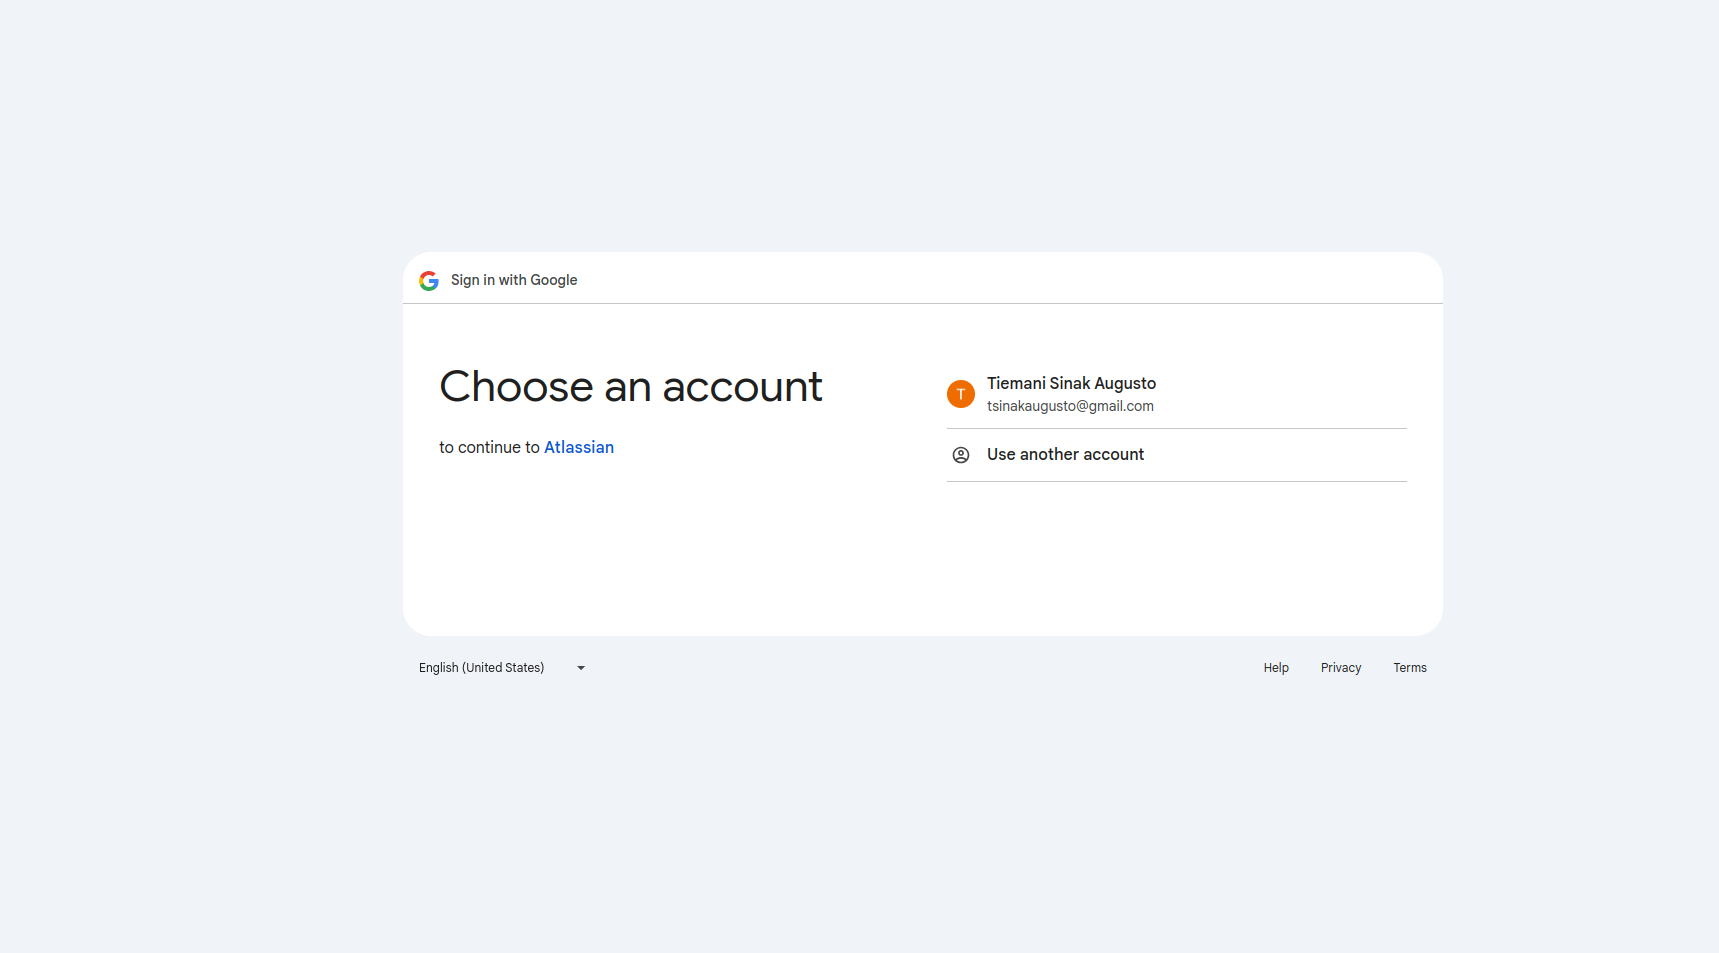 Sign in with Google
Choose an account
to continue to Atlassian
T
Tiemani Sinak Augusto
tsinakaugusto@gmail.com
Use another account
English (United States)
Help
Privacy
Terms